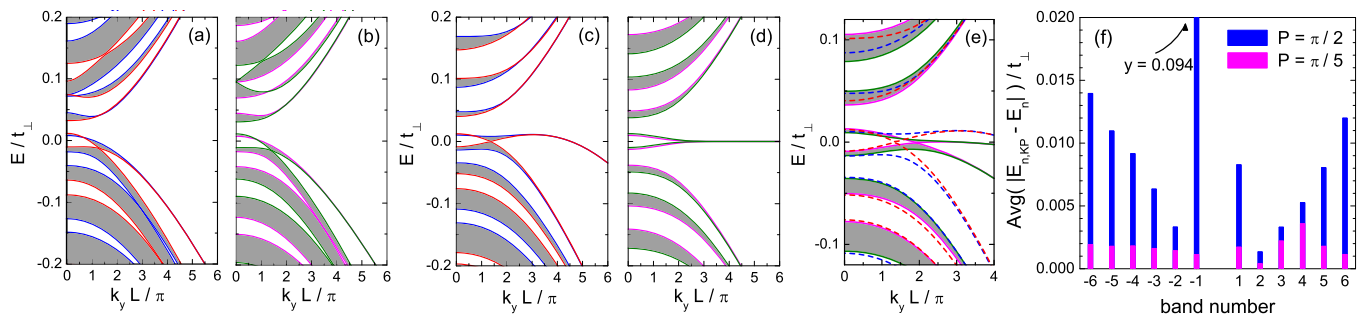 (a)
0.2
0.1
0.0
-0.1
-0.2
E / t⊥
0 1 2 3 4 5 6
k_y L / π
(b)
0 1 2 3 4 5 6
k_y L / π
(c)
0.2
0.1
0.0
-0.1
-0.2
E / t⊥
0 1 2 3 4 5 6
k_y L / π
(d)
0 1 2 3 4 5 6
k_y L / π
(e)
0.1
0.0
-0.1
E / t⊥
0 1 2 3 4
k_y L / π
(f)
0.020
0.015
0.010
0.005
0.000
Avg( |E_{n,KP} - E_n| ) / t⊥
y = 0.094
P = π / 2
P = π / 5
-6 -5 -4 -3 -2 -1 1 2 3 4 5 6
band number